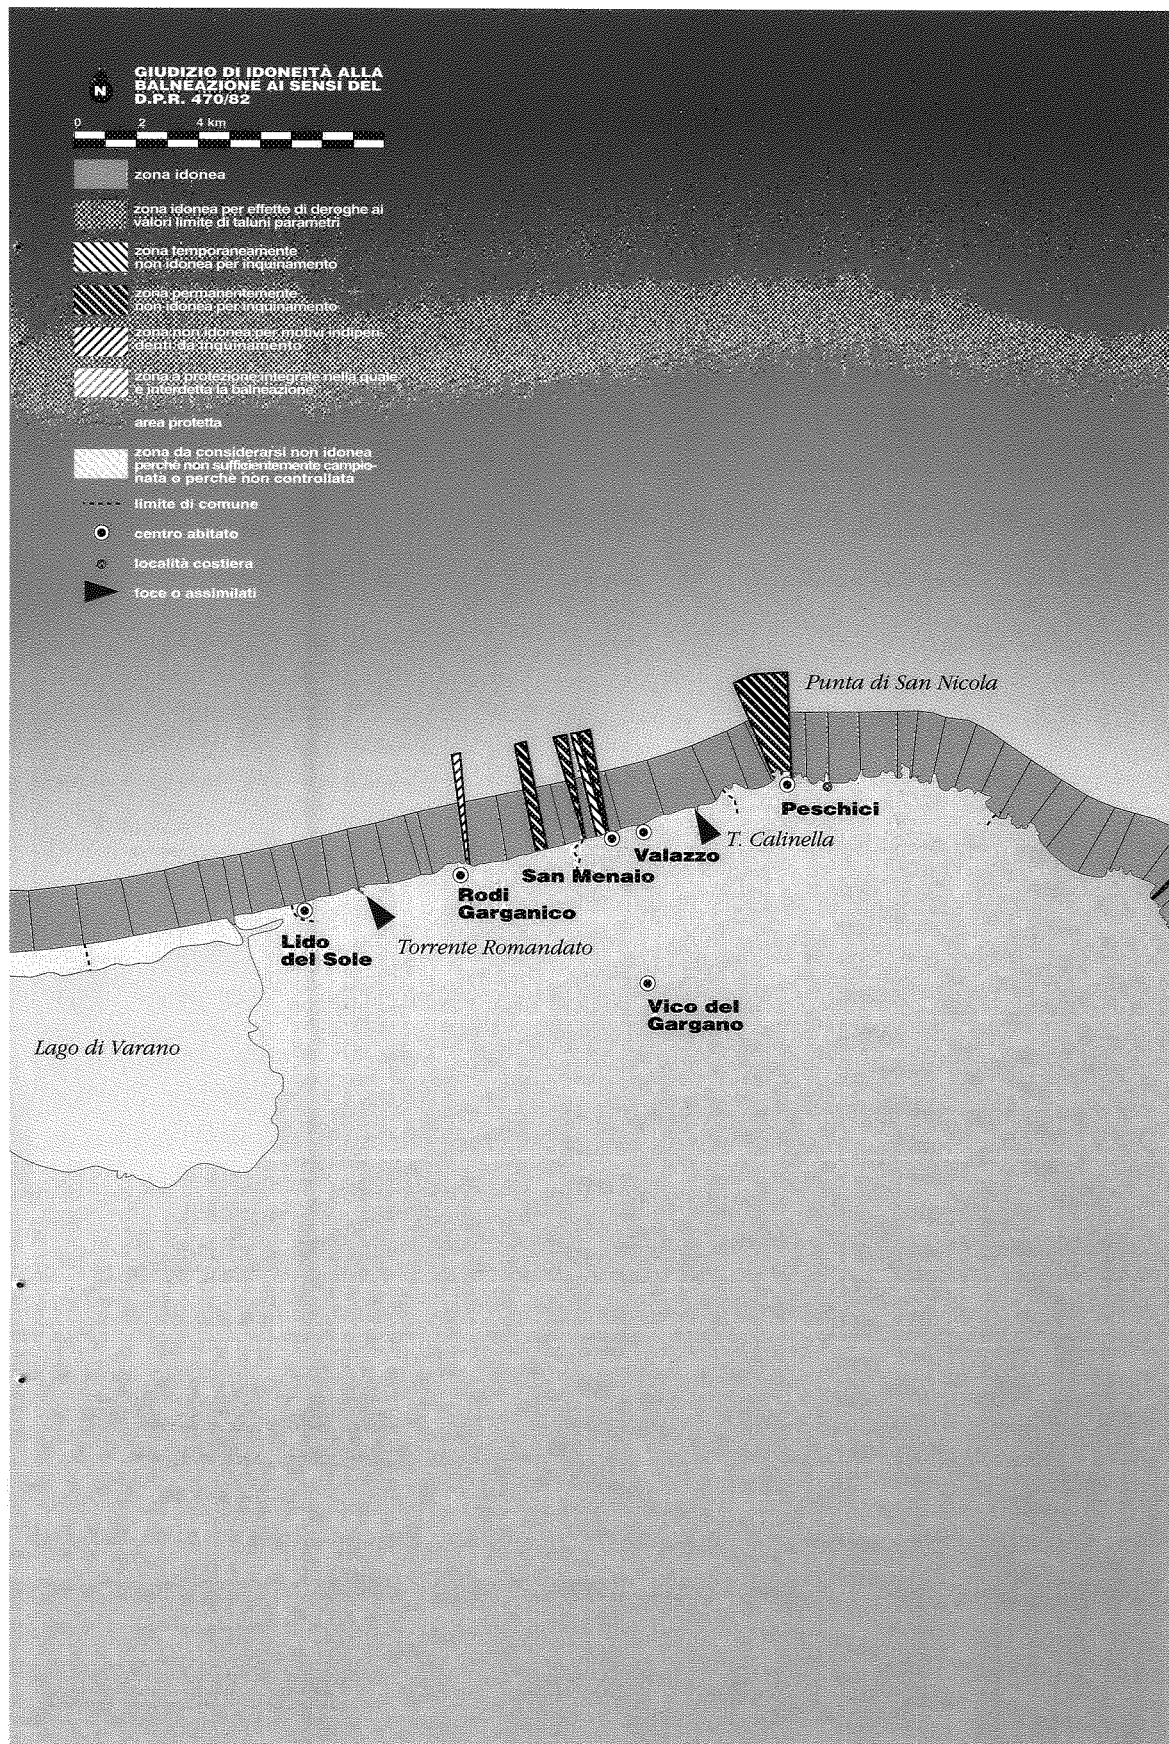 GIUDIZIO DI IDONEITÀ ALLA
BALNEAZIONE AI SENSI DEL
D.P.R. 470/82
N
0 2 4 km
zona idonea
zona idonea per effetto di deroghe ai
valori limite di taluni parametri
zona temporaneamente
non idonea per inquinamento
zona permanentemente
non idonea per inquinamento
zona non idonea per motivi indipen-
denti da inquinamento
zona a protezione integrale nella quale
è interdetta la balneazione
area protetta
zona da considerarsi non idonea
perchè non sufficientemente campio-
nata o perchè non controllata
limite di comune
centro abitato
località costiera
foce o assimilati
Punta di San Nicola
Peschici
T. Calinella
Valazzo
San Menaio
Rodi
Garganico
Lido
del Sole
Torrente Romandato
Vico del
Gargano
Lago di Varano